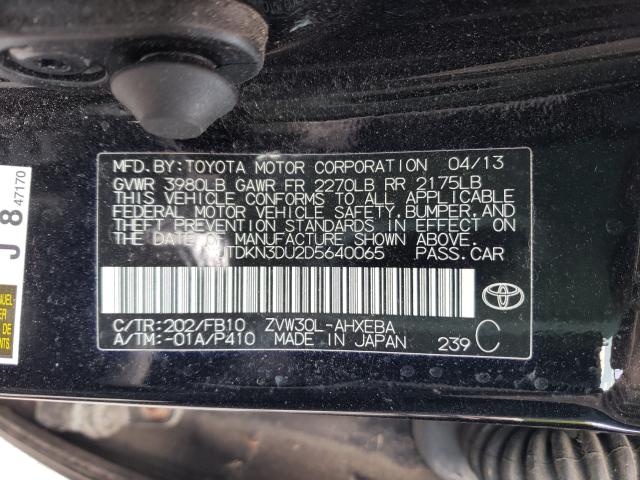 MFD.BY:TOYOTA MOTOR CORPORATION 04/13
GVWR 3980LB GAWR FR 2270LB RR 2175LB
THIS VEHICLE CONFORMS TO ALL APPLICABLE
FEDERAL MOTOR VEHICLE SAFETY,BUMPER,AND
THEFT PREVENTION STANDARDS IN EFFECT ON
THE DATE OF MANUFACTURE SHOWN ABOVE.
JTDKN3DU2D5640065 PASS.CAR
C/TR:202/FB10 ZVW30L-AHXEBA
A/TM:-01A/P410 MADE IN JAPAN 239 C
J 8 47170